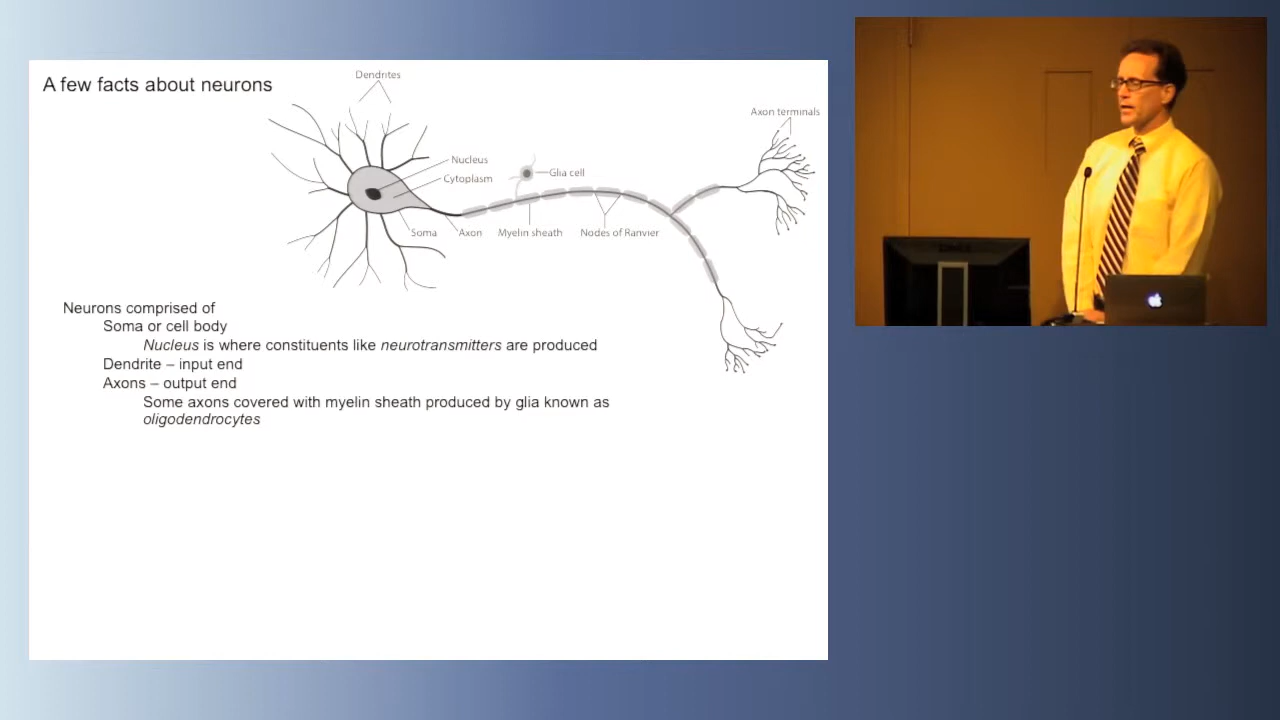 A few facts about neurons
Dendrites
Axon terminals
Nucleus
Glia cell
Cytoplasm
Soma
Axon
Myelin sheath
Nodes of Ranvier
Neurons comprised of
Soma or cell body
Nucleus is where constituents like neurotransmitters are produced
Dendrite – input end
Axons – output end
Some axons covered with myelin sheath produced by glia known as
oligodendrocytes